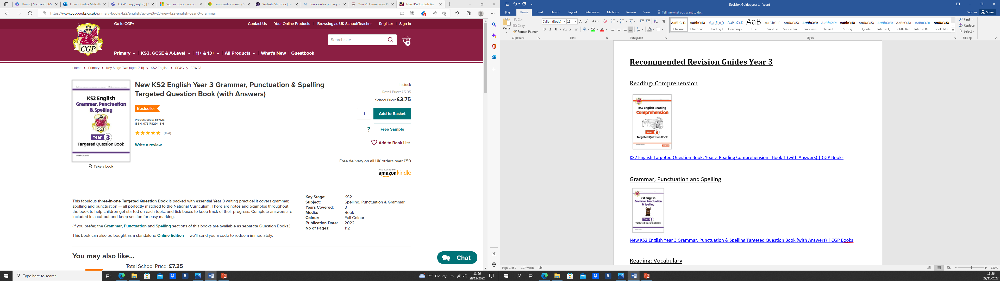 Home | Microsoft 365
Email - Carley Metcalf
(1) Writing (English) |
Sign in to your accoun
Feniscowles Primary S
Website Statistics | Fer
feniscowles primary sc
Year 2 | Feniscowles P
New KS2 English Year
https://www.cgpbooks.co.uk/primary-books/ks2/english/sp-g/e3w23-new-ks2-english-year-3-grammar
Go to CGP+
Contact Us
Your Online Products
Browsing as UK School/Teacher
Register
Sign In
CGP
Search site
0
Primary
KS3, GCSE & A-Level
11+ & 13+
All Products
What's New
Guestbook
Home > Primary > Key Stage Two (ages 7-11) > KS2 English > SP&G > E3W23
KS2 English
Grammar, Punctuation
& Spelling
CGP
Year 3
Targeted Question Book
Includes answers
Take a Look
New KS2 English Year 3 Grammar, Punctuation & Spelling
Targeted Question Book (with Answers)
Bestseller
Product code: E3W23
ISBN: 9781782941316
(164)
Write a review
In stock
Retail Price: £5.95
School Price: £3.75
1
Add to Basket
? Free Sample
Add to Book List
Free delivery on all UK orders over £50
Also available on
amazonkindle
This fabulous three-in-one Targeted Question Book is packed with essential Year 3 writing practice! It covers grammar,
spelling and punctuation — all perfectly matched to the National Curriculum. There are notes and examples throughout
the book to help children get started on each topic, and tick-boxes to keep track of their progress. Complete answers are
included in a cut-out-and-keep section for easy marking.
(If you prefer, the Grammar, Punctuation and Spelling sections of this books are available as separate Question Books.)
This book can also be bought as a standalone Online Edition — we'll send you a code to redeem immediately.
Key Stage: KS2
Subject: Spelling, Punctuation & Grammar
Years Covered: 3
Media: Book
Colour: Full Colour
Publication Date: 2022
No of Pages: 112
You may also like...
Total School Price: £7.25
Chat
Type here to search
5°C Cloudy
11:26
29/11/2022
Revision Guides year 1 - Word
Sign in
Share
File
Home
Insert
Design
Layout
References
Mailings
Review
View
Tell me what you want to do...
Paste
Cut
Copy
Format Painter
Clipboard
Calibri (Body)
11
Font
Paragraph
¶ Normal
¶ No Spac...
Heading 1
Heading 2
Title
Subtitle
Subtle Em...
Emphasis
Intense E...
Strong
Quote
Intense Q...
Subtle Ref...
Intense Re...
Book Title
Styles
Find
Replace
Select
Editing
Recommended Revision Guides Year 3
Reading: Comprehension
KS2 English Reading
Comprehension
Year 3
Targeted Question Book
KS2 English Targeted Question Book: Year 3 Reading Comprehension - Book 1 (with Answers) | CGP Books
Grammar, Punctuation and Spelling
KS1 English
Grammar, Punctuation
& Spelling
Year 1
Targeted Question Book
New KS2 English Year 3 Grammar, Punctuation & Spelling Targeted Question Book (with Answers) | CGP Books
Reading: Vocabulary
Page 1 of 2
107 words
130%
11:26
29/11/2022